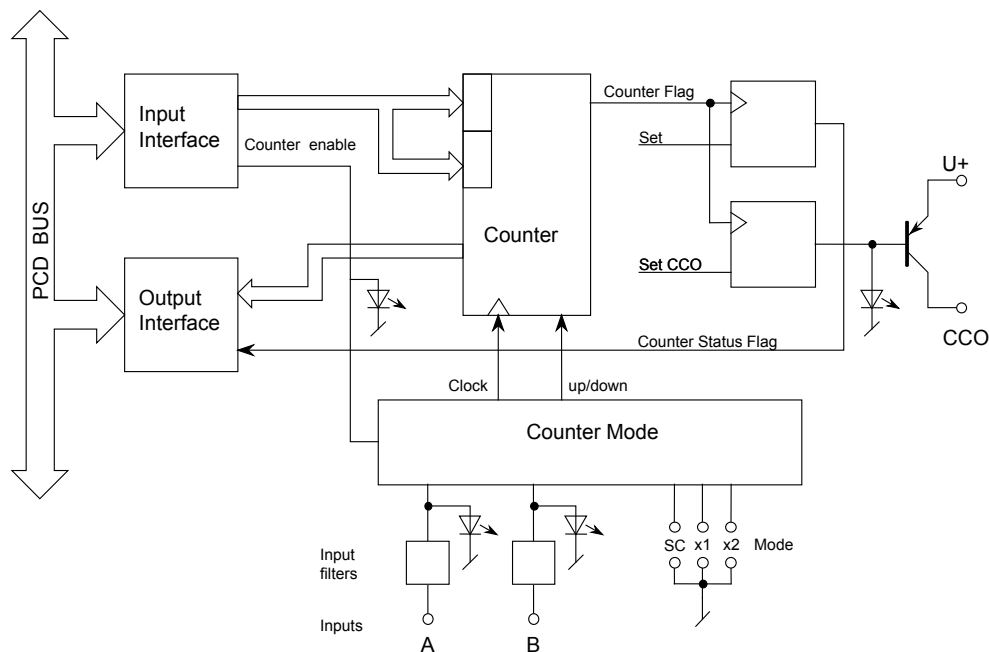 PCD BUS
Input
Interface
Counter enable
Counter
Counter Flag
Set
Set CCO
U+
CCO
Output
Interface
Counter Status Flag
Clock
up/down
Counter Mode
Input
filters
SC
x1
x2
Mode
Inputs
A
B